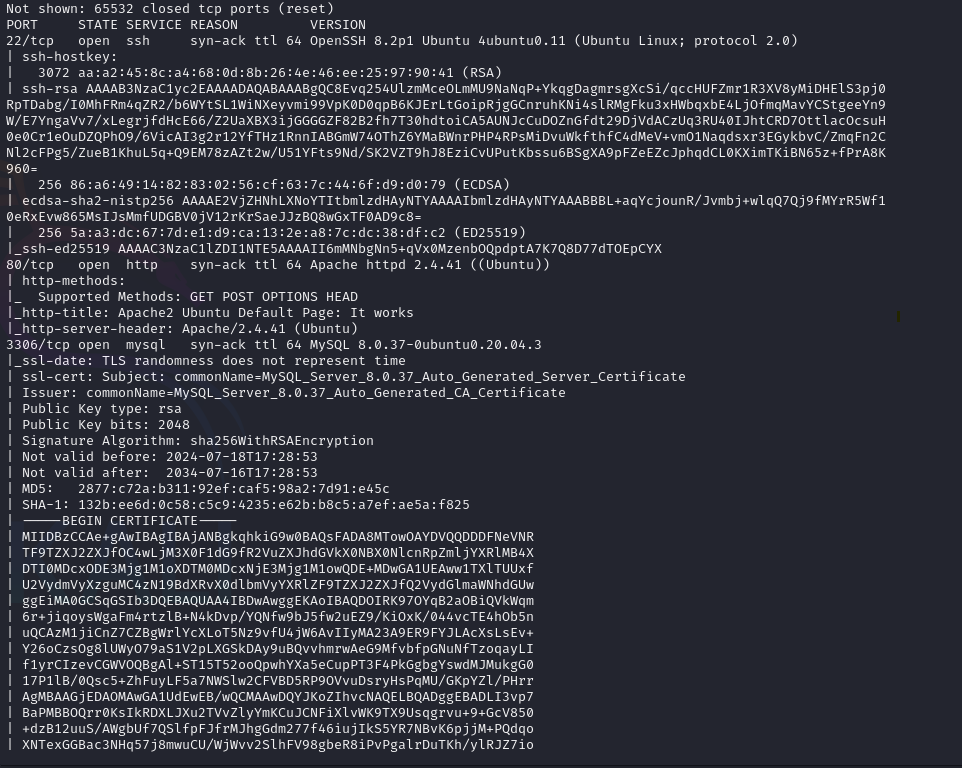 Not shown: 65532 closed tcp ports (reset)
PORT     STATE SERVICE REASON         VERSION
22/tcp   open  ssh     syn-ack ttl 64 OpenSSH 8.2p1 Ubuntu 4ubuntu0.11 (Ubuntu Linux; protocol 2.0)
| ssh-hostkey:
|   3072 aa:a2:45:8c:a4:68:0d:8b:26:4e:46:ee:25:97:90:41 (RSA)
| ssh-rsa AAAAB3NzaC1yc2EAAAADAQABAAABgQC8Evq254UlzmMceOLmMU9NaNqP+YkqgDagmrsgXcSi/qccHUFZmr1R3XV8yMiDHElS3pj0
RpTDabg/I0MhFRm4qZR2/b6WYtSL1WiNXeyvmi99VpK0D0qpB6KJErLtGoipRjgGCnruhKNi4slRMgFku3xHWbqxbE4LjOfmqMavYCStgeeYn9
W/E7YngaVv7/xLegrjfdHcE66/Z2UaXBX3ijGGGGZF82B2fh7T30hdtoiCA5AUNJcCuDOZnGfdt29DjVdACzUq3RU40IJhtCRD7OttlacOcsuH
0e0Cr1eOuDZQPhO9/6VicAI3g2r12YfTHz1RnnIABGmW74OThZ6YMaBWnrPHP4RPsMiDvuWkfthfC4dMeV+vmO1Naqdsxr3EGykbvC/ZmqFn2C
Nl2cFPg5/ZueB1KhuL5q+Q9EM78zAZt2w/U51YFts9Nd/SK2VZT9hJ8EziCvUPutKbssu6BSgXA9pFZeEZcJphqdCL0KXimTKiBN65z+fPrA8K
960=
|   256 86:a6:49:14:82:83:02:56:cf:63:7c:44:6f:d9:d0:79 (ECDSA)
| ecdsa-sha2-nistp256 AAAAE2VjZHNhLXNoYTItbmlzdHAyNTYAAAAIbmlzdHAyNTYAAABBBL+aqYcjounR/Jvmbj+wlqQ7Qj9fMYrR5Wf1
0eRxEvw865MsIJsMmfUDGBV0jV12rKrSaeJJzBQ8wGxTF0AD9c8=
|   256 5a:a3:dc:67:7d:e1:d9:ca:13:2e:a8:7c:dc:38:df:c2 (ED25519)
|_ssh-ed25519 AAAAC3NzaC1lZDI1NTE5AAAAII6mMNbgNn5+qVx0MzenbOQpdptA7K7Q8D77dTOEpCYX
80/tcp   open  http    syn-ack ttl 64 Apache httpd 2.4.41 ((Ubuntu))
| http-methods:
|_  Supported Methods: GET POST OPTIONS HEAD
|_http-title: Apache2 Ubuntu Default Page: It works
|_http-server-header: Apache/2.4.41 (Ubuntu)
3306/tcp open  mysql   syn-ack ttl 64 MySQL 8.0.37-0ubuntu0.20.04.3
|_ssl-date: TLS randomness does not represent time
| ssl-cert: Subject: commonName=MySQL_Server_8.0.37_Auto_Generated_Server_Certificate
| Issuer: commonName=MySQL_Server_8.0.37_Auto_Generated_CA_Certificate
| Public Key type: rsa
| Public Key bits: 2048
| Signature Algorithm: sha256WithRSAEncryption
| Not valid before: 2024-07-18T17:28:53
| Not valid after:  2034-07-16T17:28:53
| MD5:   2877:c72a:b311:92ef:caf5:98a2:7d91:e45c
| SHA-1: 132b:ee6d:0c58:c5c9:4235:e62b:b8c5:a7ef:ae5a:f825
| -----BEGIN CERTIFICATE-----
| MIIDBzCCAe+gAwIBAgIBAjANBgkqhkiG9w0BAQsFADA8MTowOAYDVQQDDDFNeVNR
| TF9TZXJ2ZXJfOC4wLjM3X0F1dG9fR2VuZXJhdGVkX0NBX0NlcnRpZmljYXRlMB4X
| DTI0MDcxODE3Mjg1M1oXDTM0MDcxNjE3Mjg1M1owQDE+MDwGA1UEAww1TXlTUUxf
| U2VydmVyXzguMC4zN19BdXRvX0dlbmVyYXRlZF9TZXJ2ZXJfQ2VydGlmaWNhdGUw
| ggEiMA0GCSqGSIb3DQEBAQUAA4IBDwAwggEKAoIBAQDOIRK97OYqB2aOBiQVkWqm
| 6r+jiqoysWgaFm4rtzlB+N4kDvp/YQNfw9bJ5fw2uEZ9/KiOxK/044vcTE4hOb5n
| uQCAzM1jiCnZ7CZBgWrlYcXLoT5Nz9vfU4jW6AvIIyMA23A9ER9FYJLAcXsLsEv+
| Y26oCzsOg8lUWyO79aS1V2pLXGSkDAy9uBQvvhmrwAeG9MfvbfpGNuNfTzoqayLI
| f1yrCIzevCGWVOQBgAl+ST15T52ooQpwhYXa5eCupPT3F4PkGgbgYswdMJMukgG0
| 17P1lB/0Qsc5+ZhFuyLF5a7NWSlw2CFVBD5RP9OVvuDsryHsPqMU/GKpYZl/PHrr
| AgMBAAGjEDAOMAwGA1UdEwEB/wQCMAAwDQYJKoZIhvcNAQELBQADggEBADLI3vp7
| BaPMBBOQrr0KsIkRDXLJXu2TVvZlyYmKCuJCNFiXlvWK9TX9Usqgrvu+9+GcV850
| +dzB12uuS/AWgbUf7QSlfpFJfrMJhgGdm277f46iujIkS5YR7NBvK6pjjM+PQdqo
| XNTexGGBac3NHq57j8mwuCU/WjWvv2SlhFV98gbeR8iPvPgalrDuTKh/ylRJZ7io